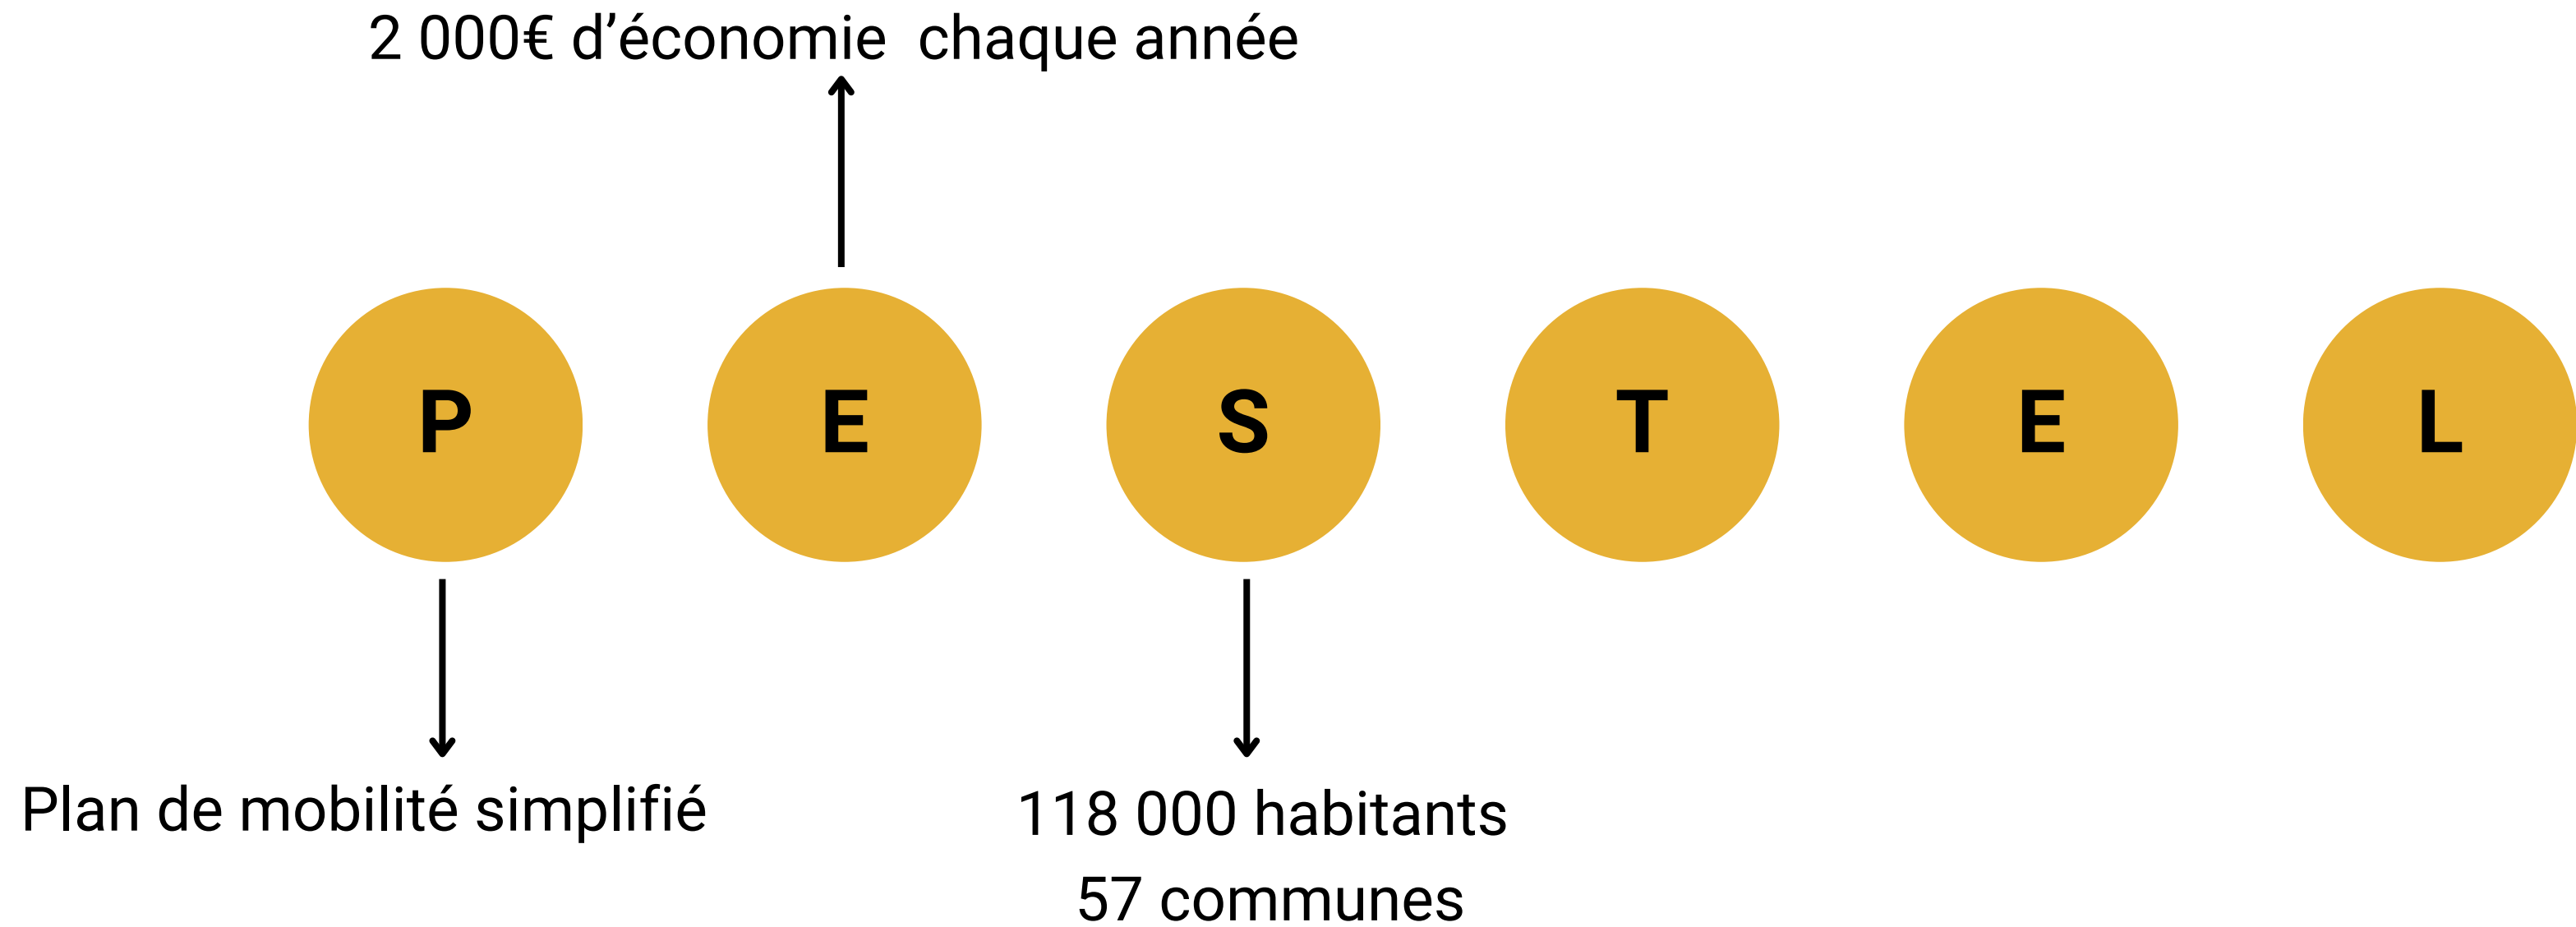 2 000€ d’économie  chaque année
P E S T E L
Plan de mobilité simplifié
118 000 habitants
57 communes